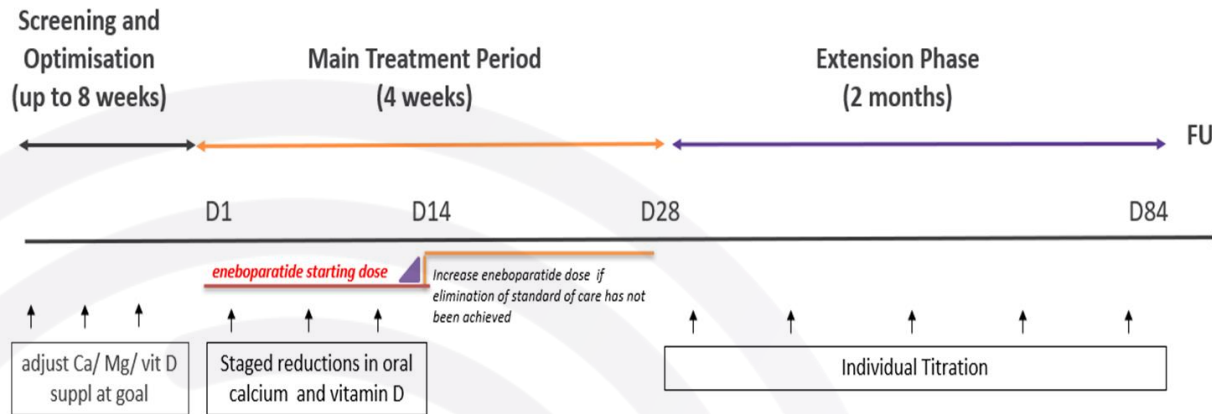 Screening and
Optimisation
(up to 8 weeks)
Main Treatment Period
(4 weeks)
Extension Phase
(2 months)
FU
D1
D14
D28
D84
eneboparatide starting dose
Increase eneboparatide dose if
elimination of standard of care has not
been achieved
adjust Ca/ Mg/ vit D
suppl at goal
Staged reductions in oral
calcium and vitamin D
Individual Titration